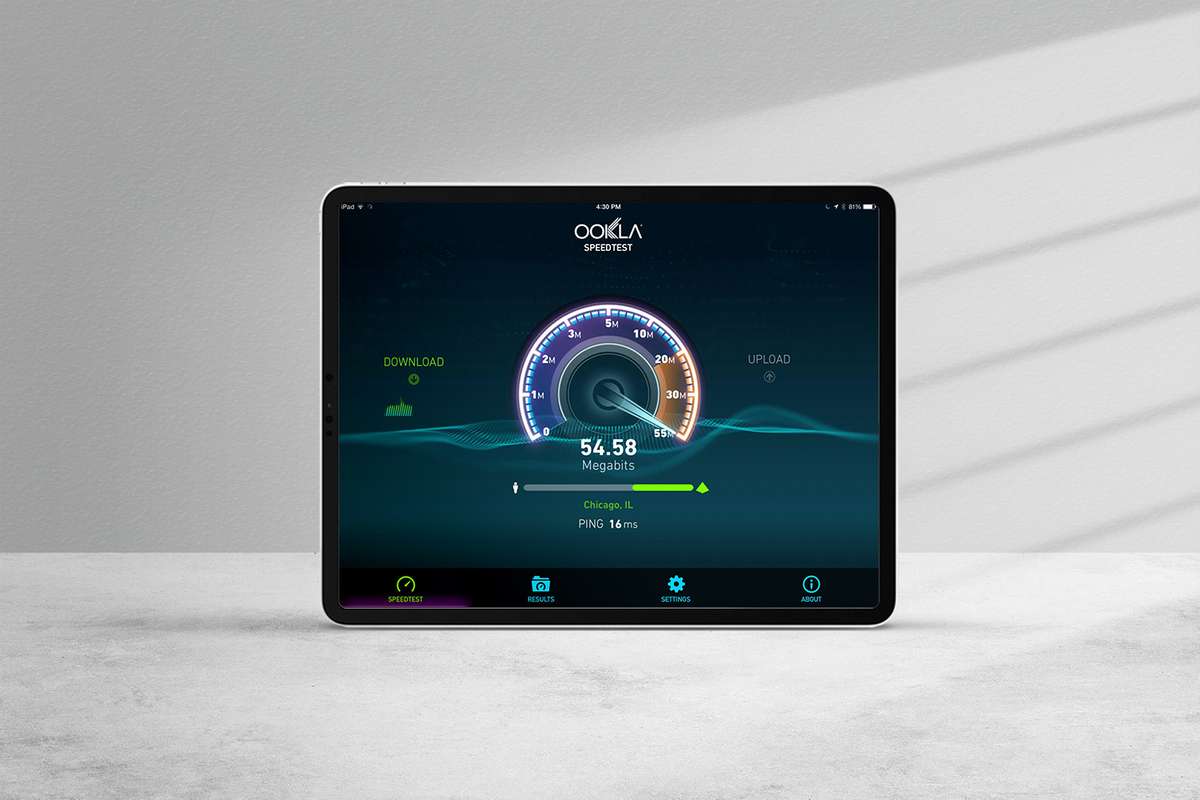 iPad
4:30 PM
81%
OOKLA
SPEEDTEST
DOWNLOAD
UPLOAD
0
1M
2M
3M
5M
10M
20M
30M
55M
54.58
Megabits
Chicago, IL
PING 16 ms
SPEEDTEST
RESULTS
SETTINGS
ABOUT